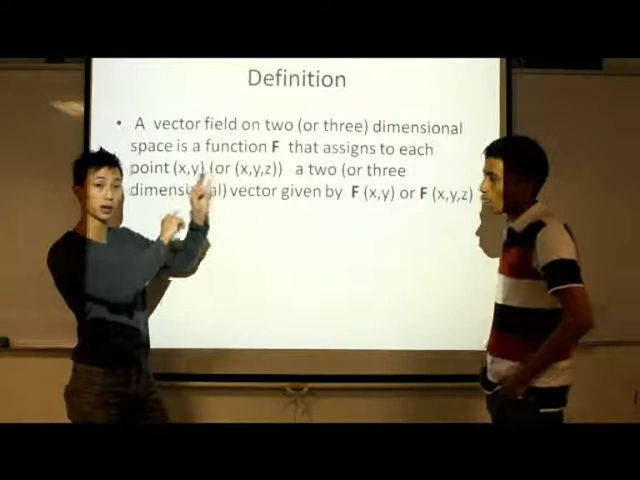 Definition
• A vector field on two (or three) dimensional
space is a function F that assigns to each
point (x,y) (or (x,y,z)) a two (or three
dimensional) vector given by F (x,y) or F (x,y,z)